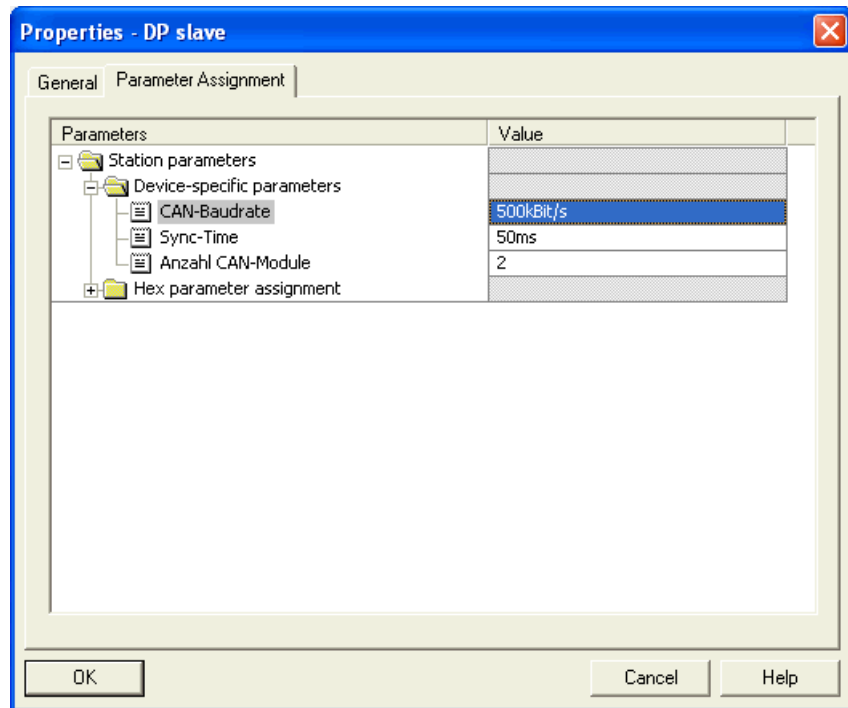 Properties - DP slave
General Parameter Assignment
Parameters Value
Station parameters
Device-specific parameters
CAN-Baudrate 500kBit/s
Sync-Time 50ms
Anzahl CAN-Module 2
Hex parameter assignment
OK Cancel Help